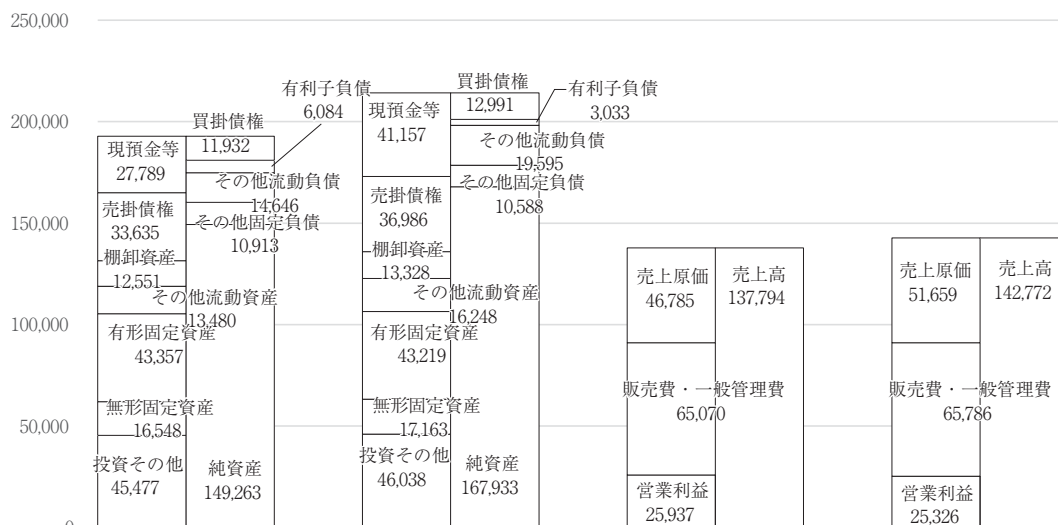 250,000
200,000
150,000
100,000
50,000
0
現預金等
27,789
売掛債権
33,635
棚卸資産
12,551
その他流動資産
13,480
有形固定資産
43,357
無形固定資産
16,548
投資その他
45,477
買掛債権
11,932
有利子負債
6,084
その他流動負債
14,646
その他固定負債
10,913
純資産
149,263
現預金等
41,157
売掛債権
36,986
棚卸資産
13,328
その他流動資産
16,248
有形固定資産
43,219
無形固定資産
17,163
投資その他
46,038
買掛債権
12,991
有利子負債
3,033
その他流動負債
19,595
その他固定負債
10,588
純資産
167,933
売上原価
46,785
販売費・一般管理費
65,070
営業利益
25,937
売上高
137,794
売上原価
51,659
販売費・一般管理費
65,786
営業利益
25,326
売上高
142,772